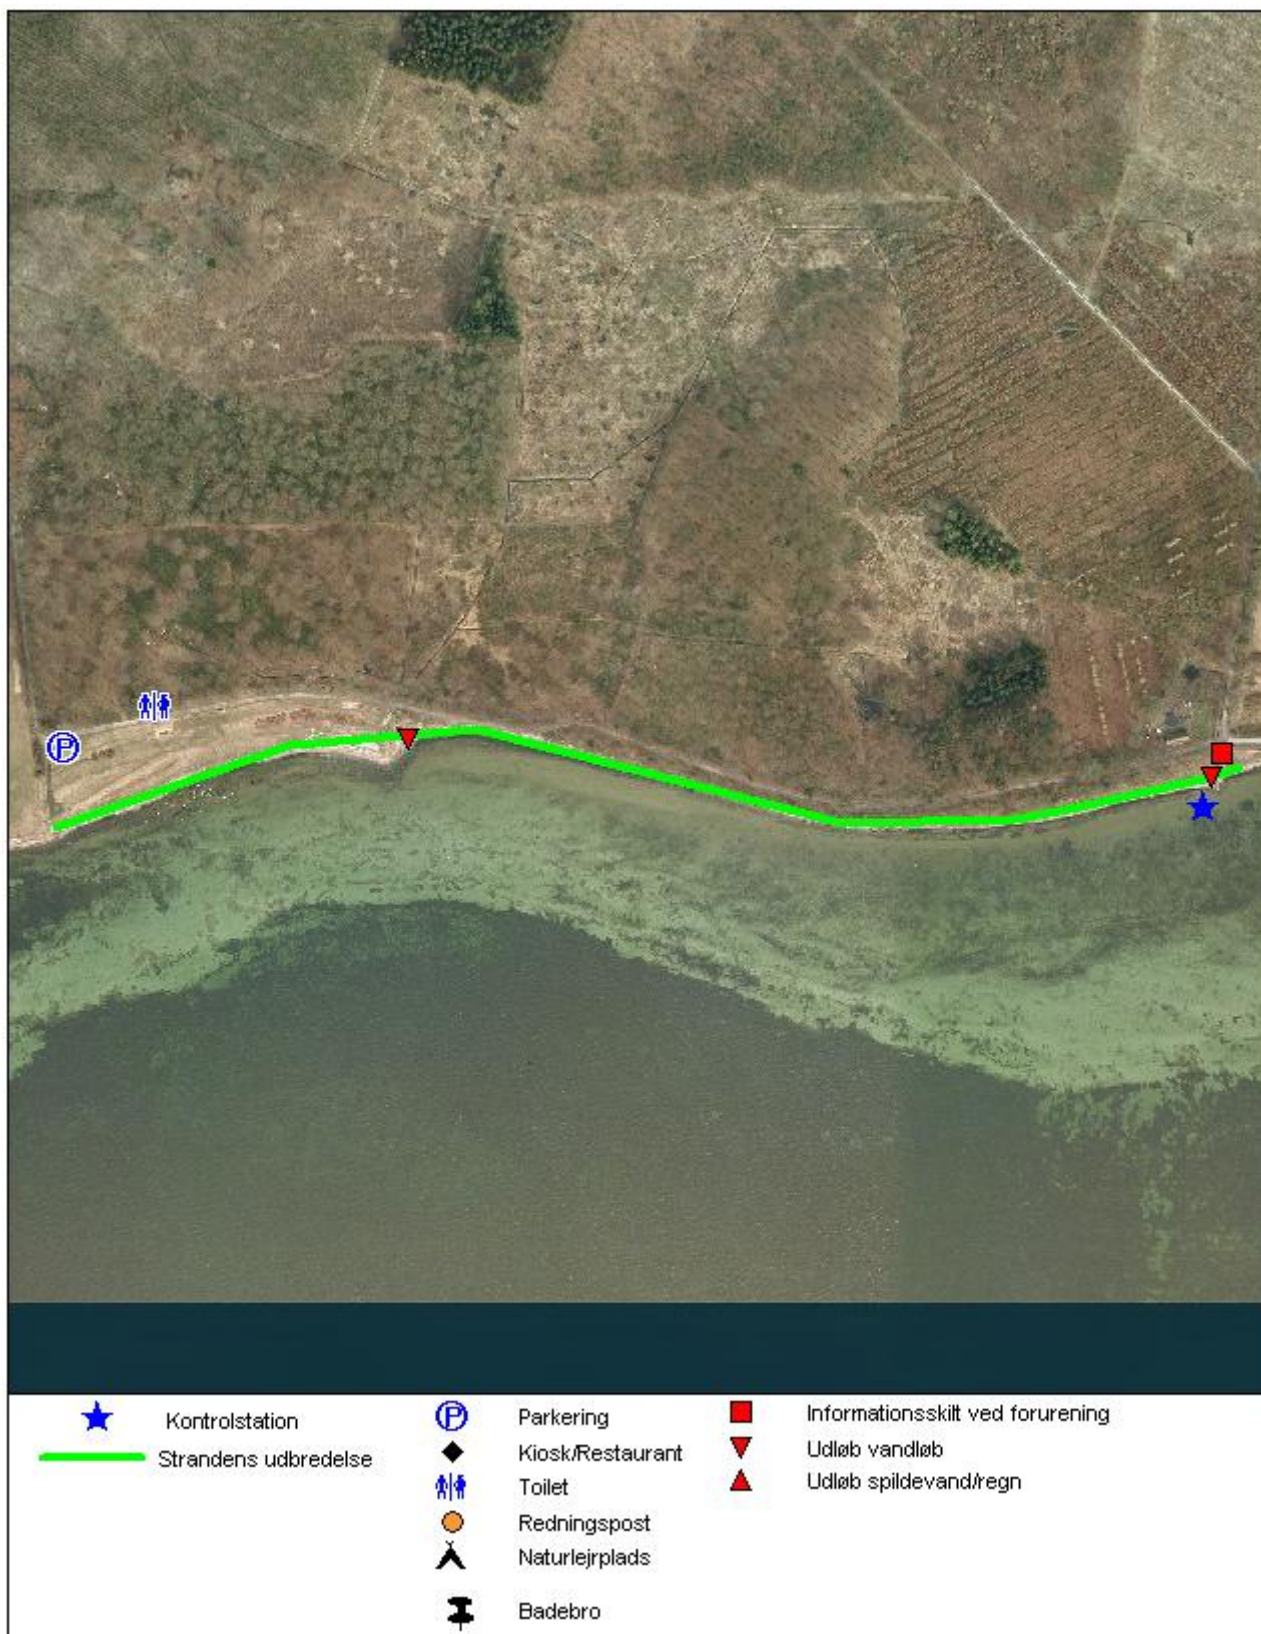 Kontrolstation
Strandens udbredelse
P Parkering
Kiosk/Restaurant
Toilet
Redningspost
Naturlejrplads
Badebro
Informationsskilt ved forurening
Udløb vandløb
Udløb spildevand/regn
P